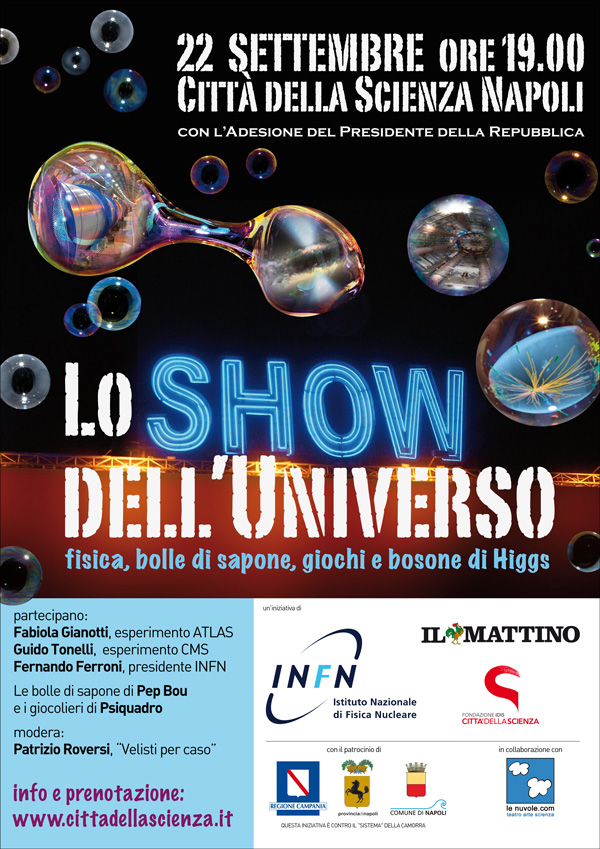 22 SETTEMBRE ORE 19.00
CITTÀ DELLA SCIENZA NAPOLI
CON L'ADESIONE DEL PRESIDENTE DELLA REPUBBLICA
LO SHOW
DELL'UNIVERSO
fisica, bolle di sapone, giochi e bosone di Higgs
partecipano:
Fabiola Gianotti, esperimento ATLAS
Guido Tonelli, esperimento CMS
Fernando Ferroni, presidente INFN
Le bolle di sapone di Pep Bou
e i giocolieri di Psiquadro
modera:
Patrizio Roversi, "Velisti per caso"
info e prenotazione:
www.cittadellascienza.it
un'iniziativa di
INFN
Istituto Nazionale
di Fisica Nucleare
IL MATTINO
FONDAZIONE IDIS
CITTÀDELLASCIENZA
con il patrocinio di
REGIONE CAMPANIA
provincia di napoli
COMUNE DI NAPOLI
QUESTA INIZIATIVA È CONTRO IL "SISTEMA" DELLA CAMORRA
in collaborazione con
le nuvole.com
teatro arte scienza